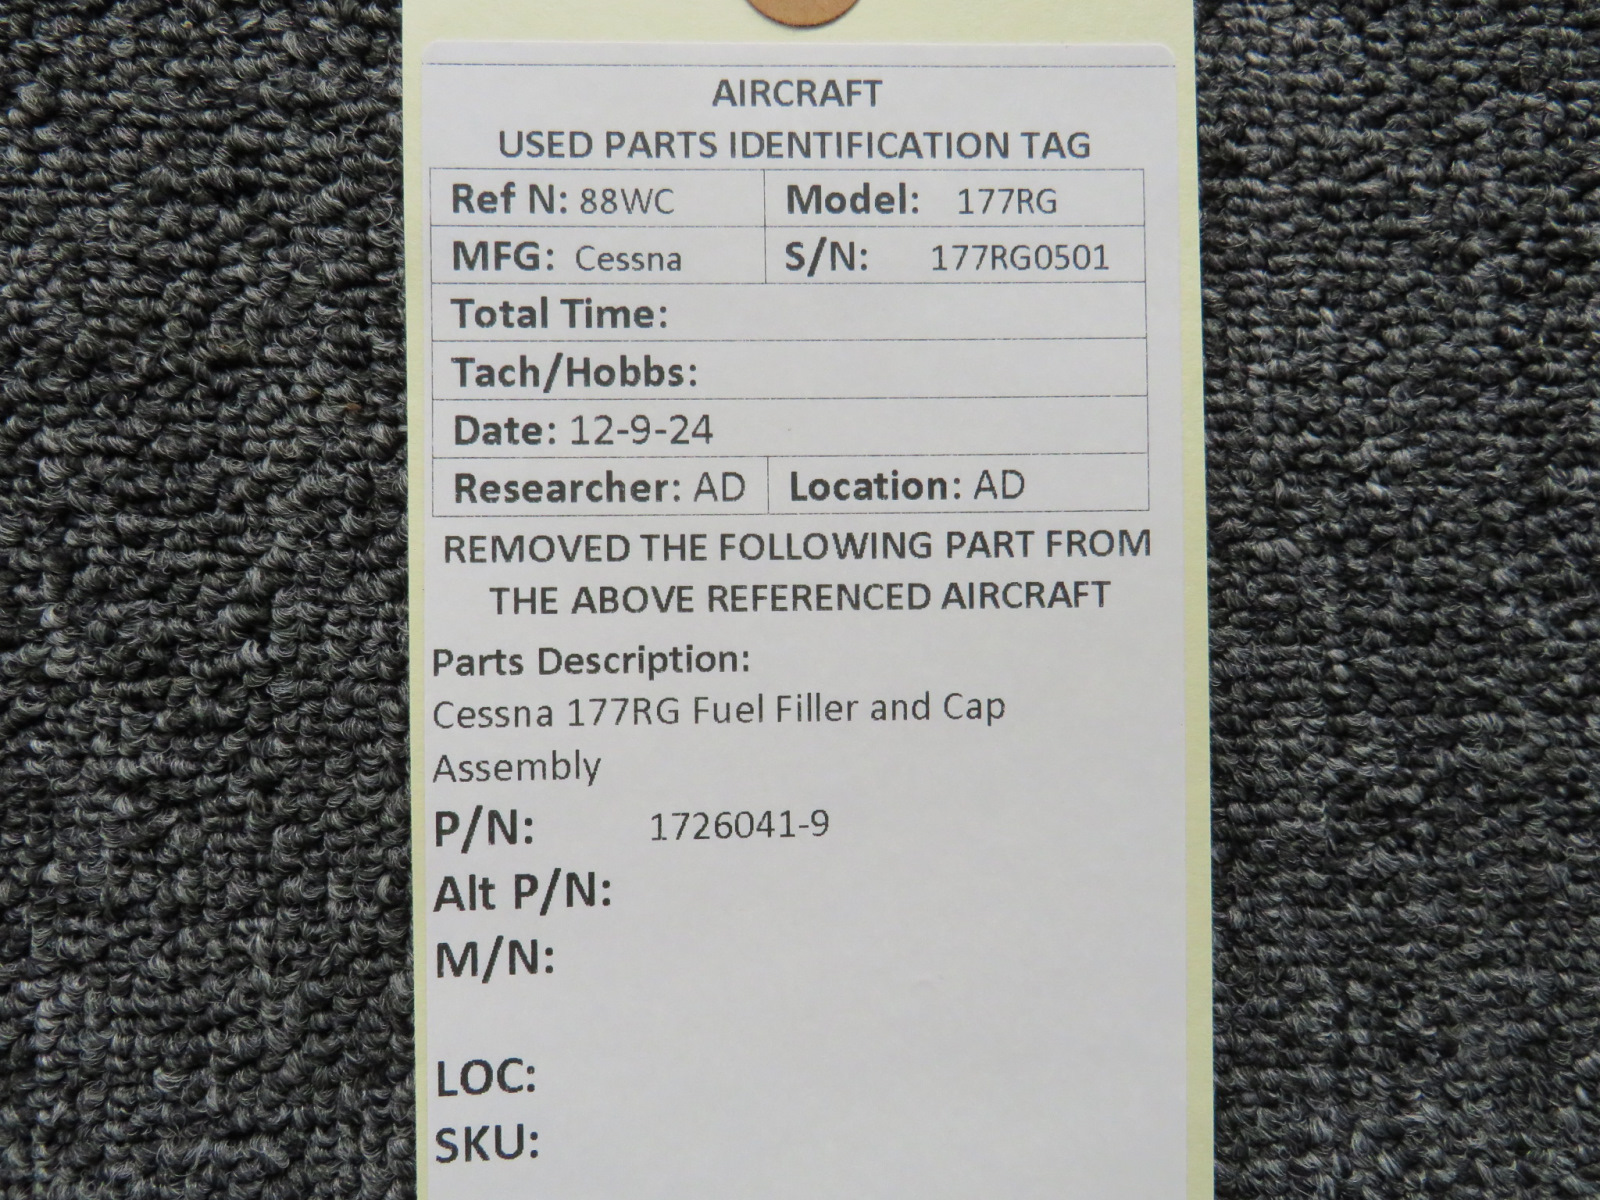 AIRCRAFT
USED PARTS IDENTIFICATION TAG
Ref N: 88WC Model: 177RG
MFG: Cessna S/N: 177RG0501
Total Time:
Tach/Hobbs:
Date: 12-9-24
Researcher: AD Location: AD
REMOVED THE FOLLOWING PART FROM
THE ABOVE REFERENCED AIRCRAFT
Parts Description:
Cessna 177RG Fuel Filler and Cap
Assembly
P/N: 1726041-9
Alt P/N:
M/N:
LOC:
SKU: